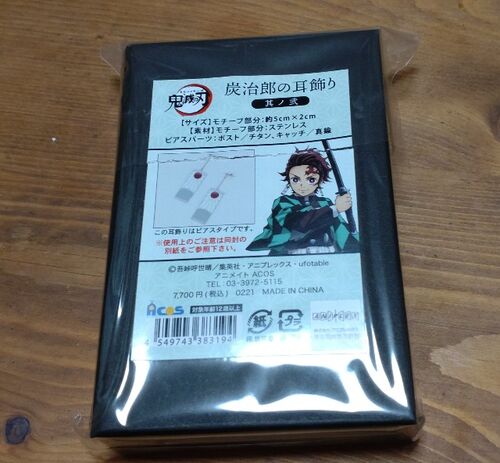 鬼滅刃
炭治郎の耳飾り
其ノ弐
【サイズ】モチーフ部分:約5cm×2cm
【素材】モチーフ部分:ステンレス
ピアスパーツ:ポスト/チタン、キャッチ/真鍮
この耳飾りはピアスタイプです。
※使用上のご注意は同封の
別紙をご参照下さい。
©吾峠呼世晴/集英社・アニプレックス・ufotable
アニメイト ACOS
TEL: 03-3972-5115
7,700円(税込) 0221 MADE IN CHINA
ACOS 対象年齢12歳以上
4 549743 383194
紙
プラ